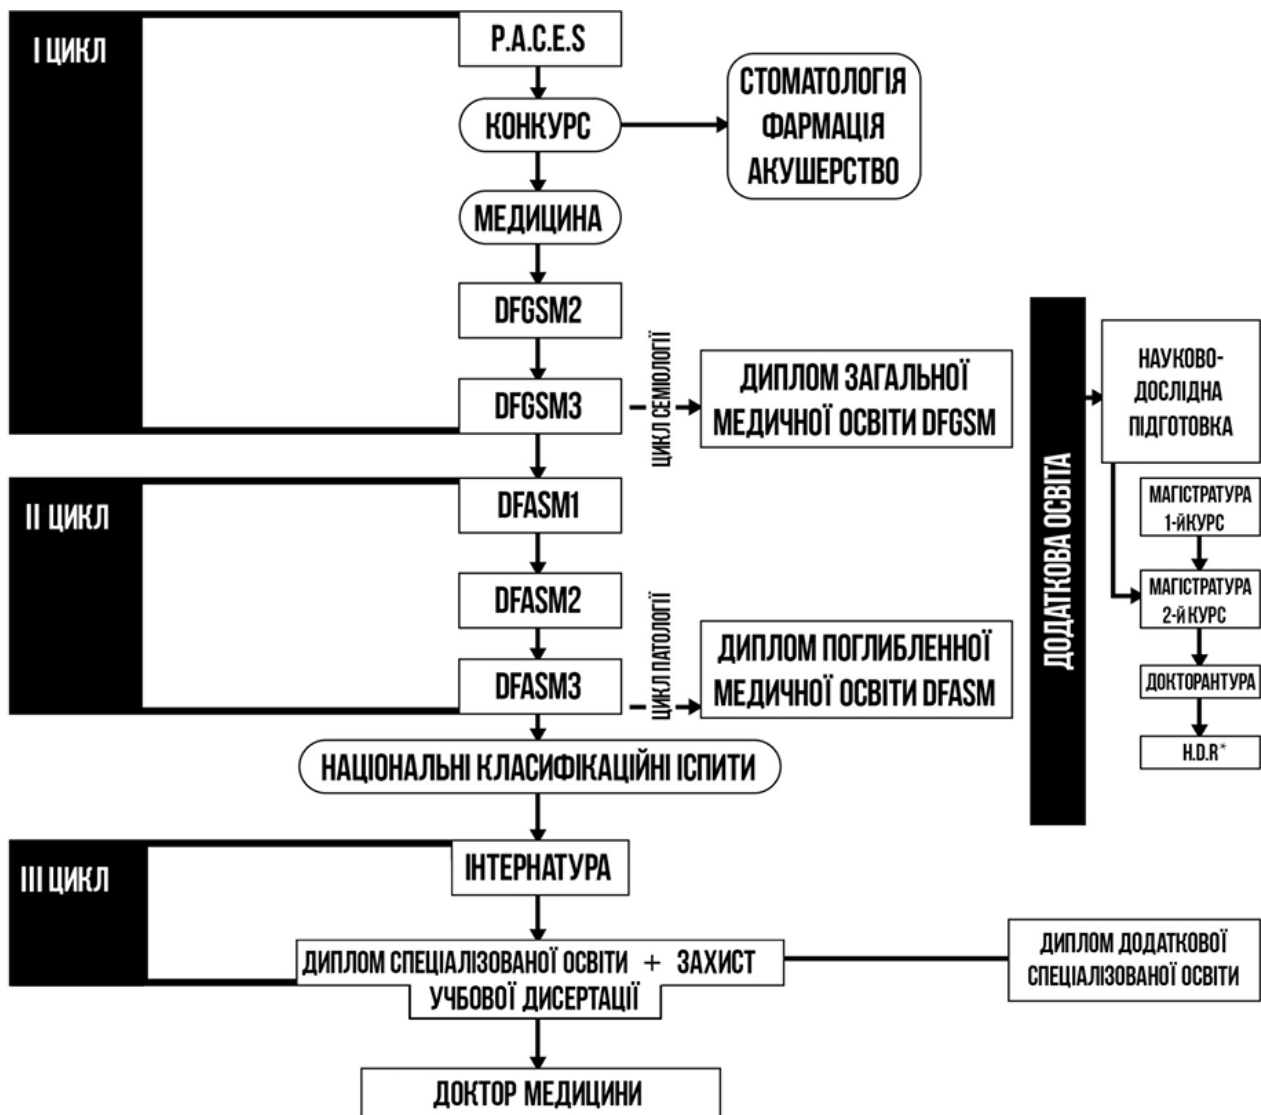 І ЦИКЛ
P.A.C.E.S
КОНКУРС
СТОМАТОЛОГІЯ
ФАРМАЦІЯ
АКУШЕРСТВО
МЕДИЦИНА
DFGSM2
DFGSM3
ЦИКЛ СЕМІОЛОГІЇ
ДИПЛОМ ЗАГАЛЬНОЇ
МЕДИЧНОЇ ОСВІТИ DFGSM
ІІ ЦИКЛ
DFASM1
DFASM2
DFASM3
ЦИКЛ ПАТОЛОГІЇ
ДИПЛОМ ПОГЛИБЛЕННОЇ
МЕДИЧНОЇ ОСВІТИ DFASM
НАЦІОНАЛЬНІ КЛАСИФІКАЦІЙНІ ІСПИТИ
ДОДАТКОВА ОСВІТА
НАУКОВО-
ДОСЛІДНА
ПІДГОТОВКА
МАГІСТРАТУРА
1-й КУРС
МАГІСТРАТУРА
2-й КУРС
ДОКТОРАНТУРА
H.D.R*
ІІІ ЦИКЛ
ІНТЕРНАТУРА
ДИПЛОМ СПЕЦІАЛІЗОВАНОЇ ОСВІТИ + ЗАХИСТ
УЧБОВОЇ ДИСЕРТАЦІЇ
ДИПЛОМ ДОДАТКОВОЇ
СПЕЦІАЛІЗОВАНОЇ ОСВІТИ
ДОКТОР МЕДИЦИНИ